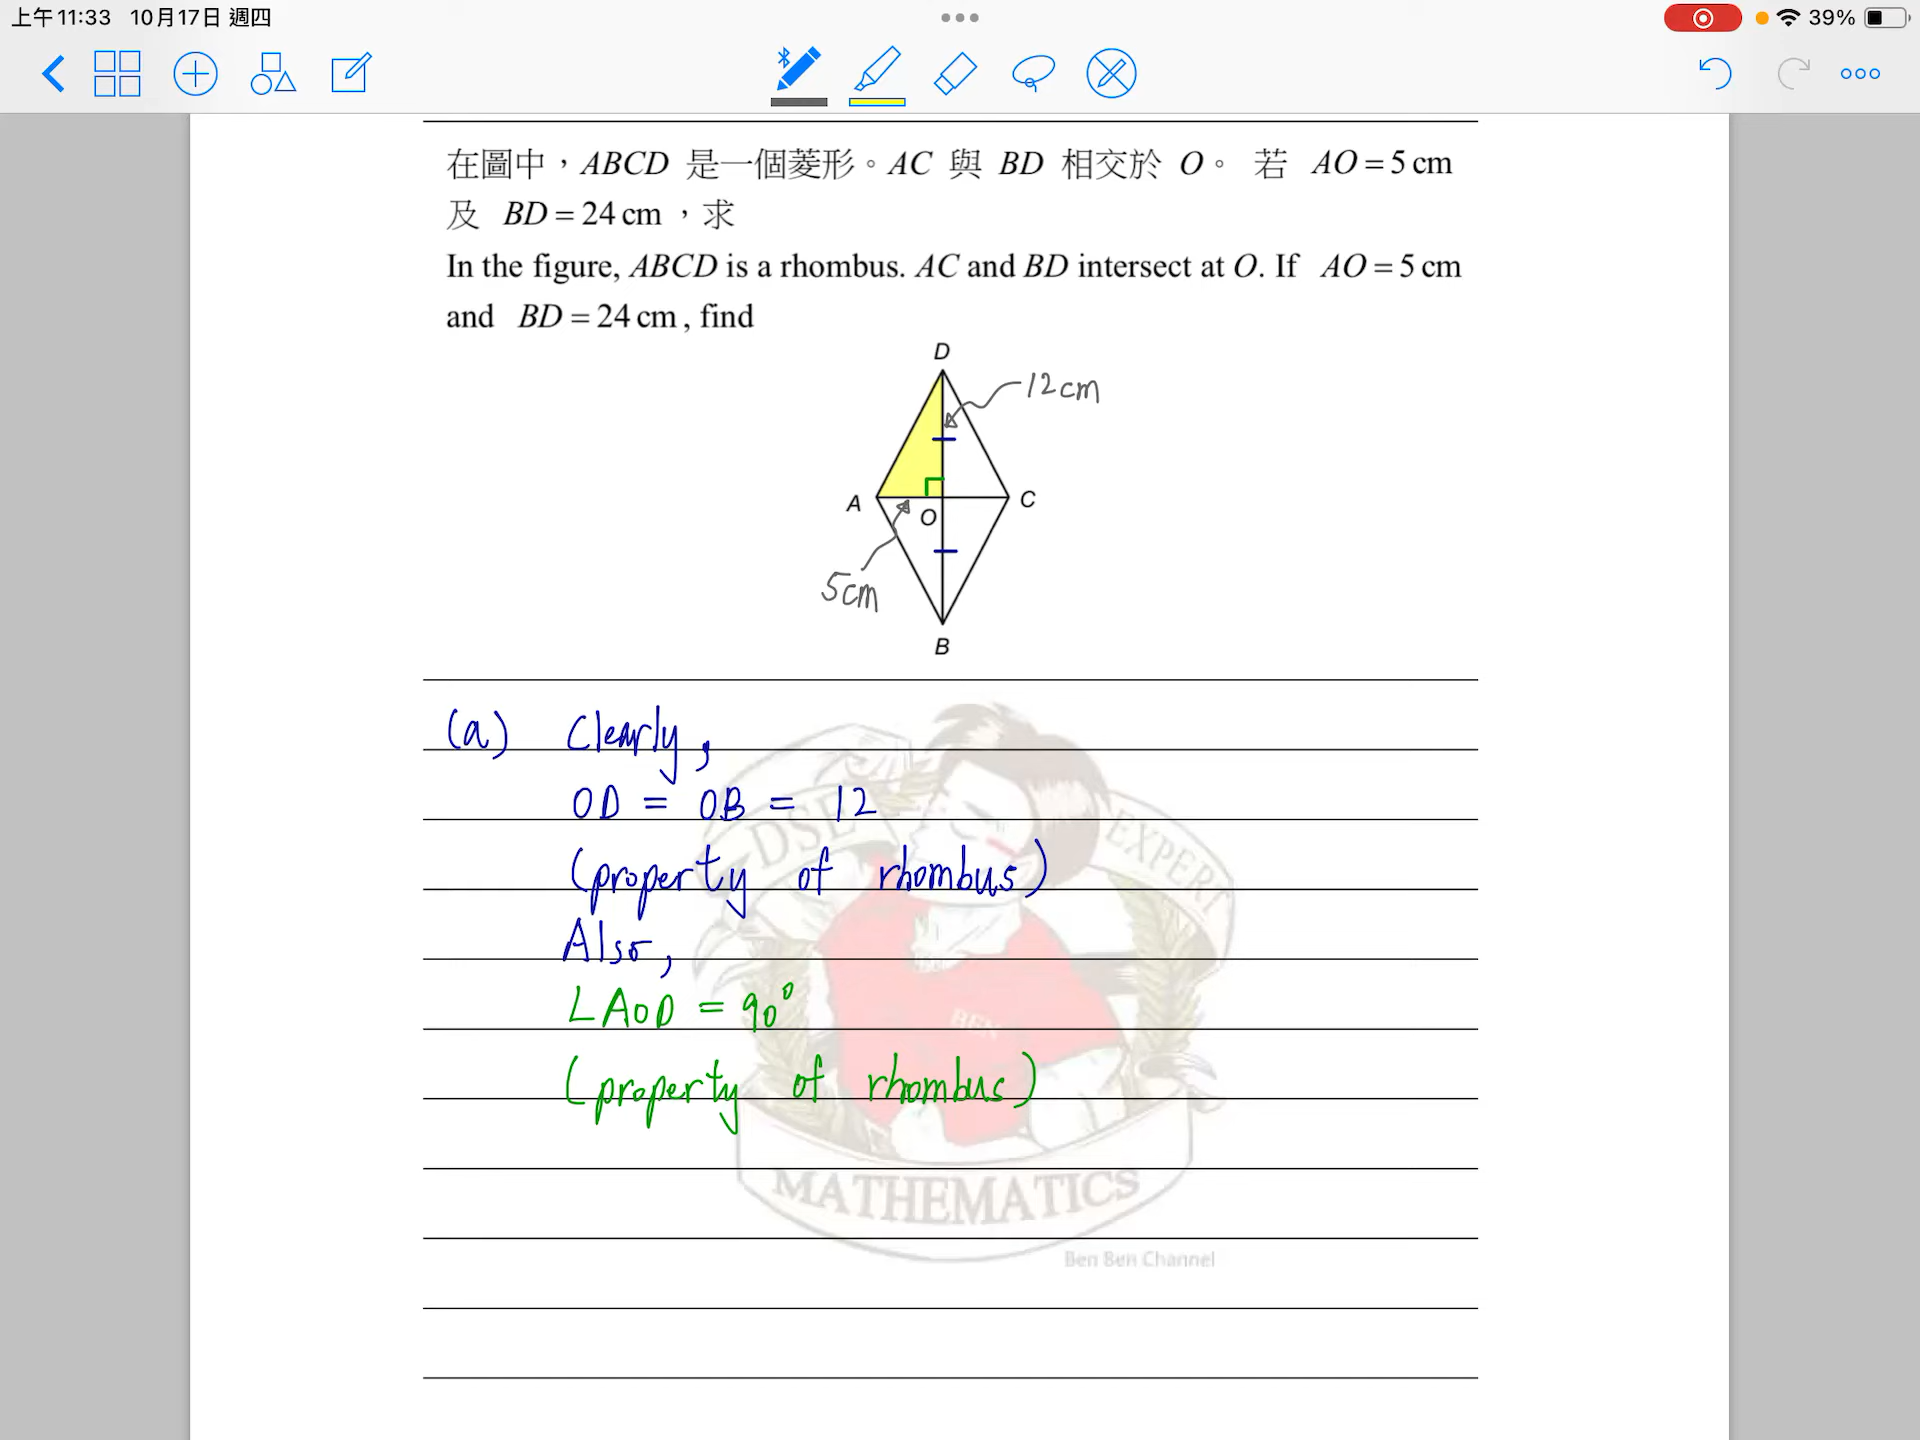 上午11:33 10月17日 週四
39%
在圖中，ABCD 是一個菱形。AC 與 BD 相交於 O。 若 AO = 5 cm
及 BD = 24 cm ，求
In the figure, ABCD is a rhombus. AC and BD intersect at O. If AO = 5 cm
and BD = 24 cm , find
D
12cm
A
O
C
5cm
B
(a) Clearly,
OD = OB = 12
(property of rhombus)
Also,
∠AOD = 90°
(property of rhombus)
DSE EXPERT
BEN
MATHEMATICS
Ben Ben Channel